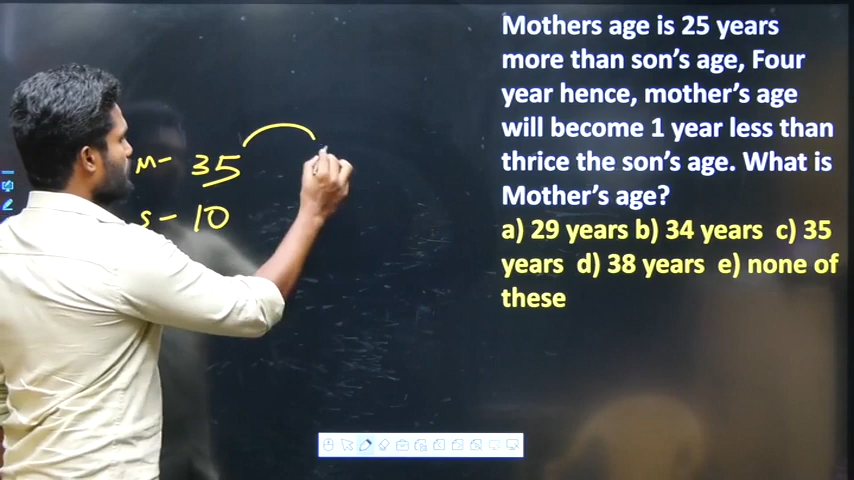 Mothers age is 25 years
more than son's age, Four
year hence, mother's age
will become 1 year less than
thrice the son's age. What is
Mother's age?
a) 29 years b) 34 years c) 35
years d) 38 years e) none of
these
M- 35
S- 10